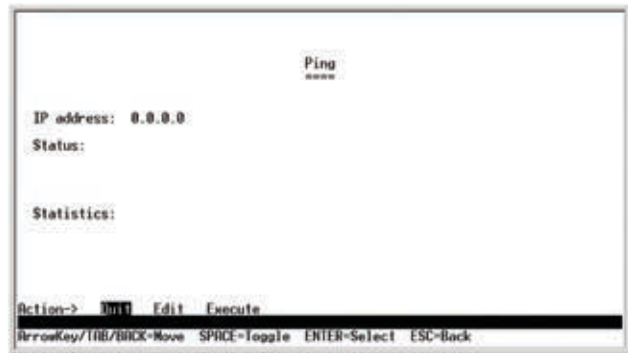 Ping
====
IP address: 0.0.0.0
Status:
Statistics:
Action-> Quit Edit Execute
ArrowKey/TAB/BACK=Move SPACE=Toggle ENTER=Select ESC=Back